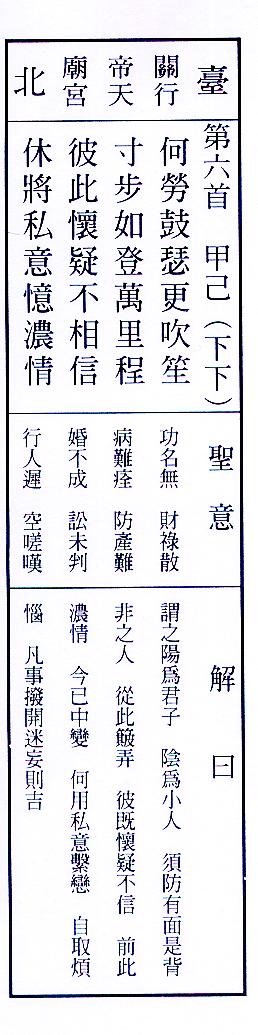 臺 關行 帝天 廟宮 北
第六首 甲己(下下)
何勞鼓瑟更吹笙
寸步如登萬里程
彼此懷疑不相信
休將私意憶濃情
聖意
功名無 財祿散
病難痊 防產難
婚不成 訟未判
行人遲 空嗟嘆
解曰
謂之陽為君子 陰為小人 須防有面是背
非之人 從此簸弄 彼既懷疑不信 前此
濃情 今已中變 何用私意繫戀 自取煩
惱 凡事撥開迷妄則吉